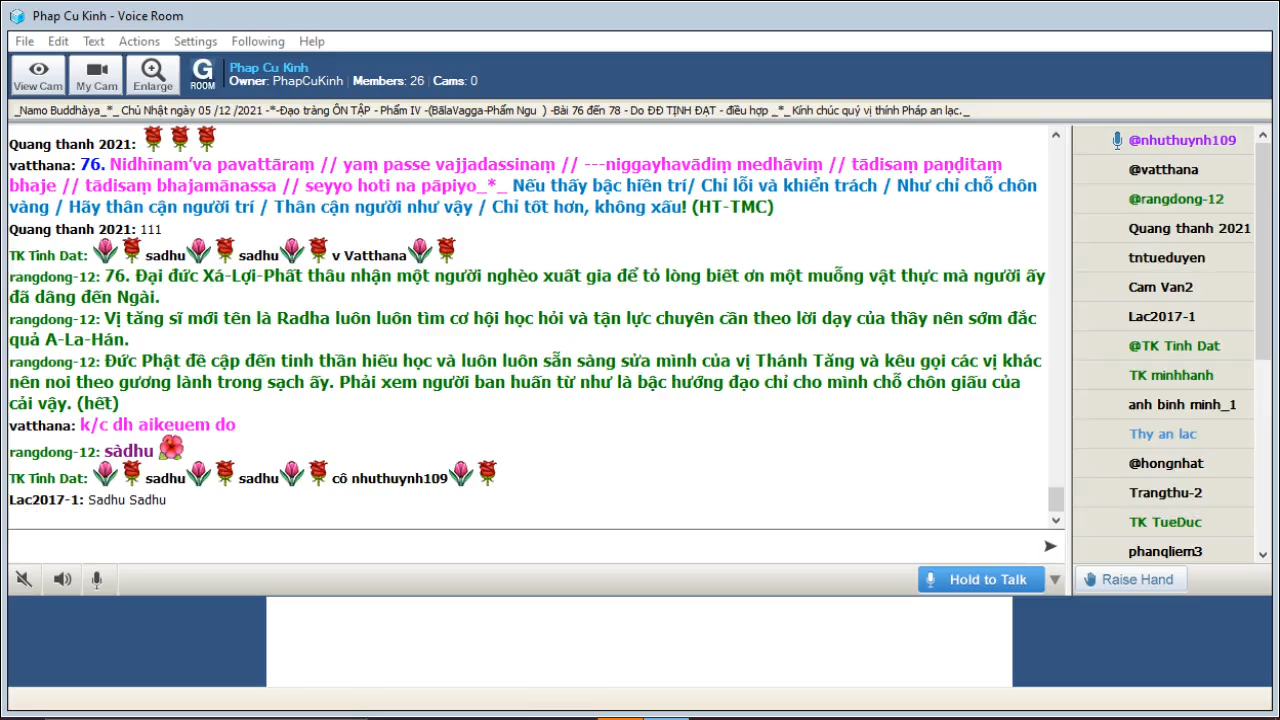 Phap Cu Kinh - Voice Room
File Edit Text Actions Settings Following Help
View Cam My Cam Enlarge G ROOM
Phap Cu Kinh
Owner: PhapCuKinh | Members: 26 | Cams: 0
_Namo Buddhàya_*_ Chủ Nhật ngày 05 /12 /2021 -*-Đạo tràng ÔN TẬP - Phẩm IV -(BãlaVagga-Phẩm Ngu ) -Bài 76 đến 78 - Do ĐĐ TỊNH ĐẠT - điều hợp _*_Kính chúc quý vị thính Pháp an lạc._
Quang thanh 2021:
vatthana: 76. Nidhīnam’va pavattāraṃ // yaṃ passe vajjadassinaṃ // ---niggayhavādiṃ medhāviṃ // tādisaṃ paṇḍitaṃ
bhaje // tādisaṃ bhajamānassa // seyyo hoti na pāpiyo_*_ Nếu thấy bậc hiền trí/ Chỉ lỗi và khiển trách / Như chỉ chỗ chôn
vàng / Hãy thân cận người trí / Thân cận người như vậy / Chỉ tốt hơn, không xấu! (HT-TMC)
Quang thanh 2021: 111
TK Tinh Dat: sadhu sadhu v Vatthana
rangdong-12: 76. Đại đức Xá-Lợi-Phất thâu nhận một người nghèo xuất gia để tỏ lòng biết ơn một muỗng vật thực mà người ấy
đã dâng đến Ngài.
rangdong-12: Vị tăng sĩ mới tên là Radha luôn luôn tìm cơ hội học hỏi và tận lực chuyên cần theo lời dạy của thầy nên sớm đắc
quả A-La-Hán.
rangdong-12: Đức Phật đề cập đến tinh thần hiếu học và luôn luôn sẵn sàng sửa mình của vị Thánh Tăng và kêu gọi các vị khác
nên noi theo gương lành trong sạch ấy. Phải xem người ban huấn từ như là bậc hướng đạo chỉ cho mình chỗ chôn giấu của
cải vậy. (hết)
vatthana: k/c dh aikeuem do
rangdong-12: sàdhu
TK Tinh Dat: sadhu sadhu cô nhuthuynh109
Lac2017-1: Sadhu Sadhu
@nhuthuynh109
@vatthana
@rangdong-12
Quang thanh 2021
tntueduyen
Cam Van2
Lac2017-1
@TK Tinh Dat
TK minhhanh
anh binh minh_1
Thy an lac
@hongnhat
Trangthu-2
TK TueDuc
phanqliem3
Hold to Talk
Raise Hand